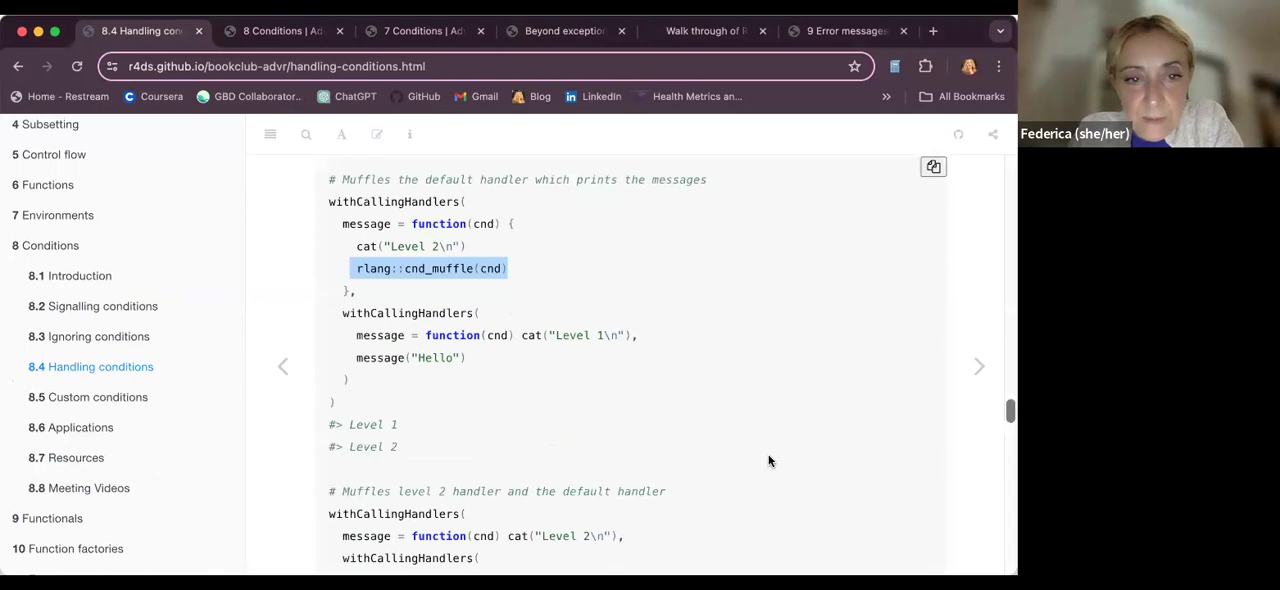 8.4 Handling con
8 Conditions | Ad
7 Conditions | Adv
Beyond exception
Walk through of R
9 Error messages
r4ds.github.io/bookclub-advr/handling-conditions.html
Home - Restream
Coursera
GBD Collaborator...
ChatGPT
GitHub
Gmail
Blog
LinkedIn
Health Metrics an...
»
All Bookmarks
Federica (she/her)
4 Subsetting
5 Control flow
6 Functions
7 Environments
8 Conditions
8.1 Introduction
8.2 Signalling conditions
8.3 Ignoring conditions
8.4 Handling conditions
8.5 Custom conditions
8.6 Applications
8.7 Resources
8.8 Meeting Videos
9 Functionals
10 Function factories
# Muffles the default handler which prints the messages
withCallingHandlers(
message = function(cnd) {
cat("Level 2\n")
rlang::cnd_muffle(cnd)
},
withCallingHandlers(
message = function(cnd) cat("Level 1\n"),
message("Hello")
)
)
#> Level 1
#> Level 2
# Muffles level 2 handler and the default handler
withCallingHandlers(
message = function(cnd) cat("Level 2\n"),
withCallingHandlers(